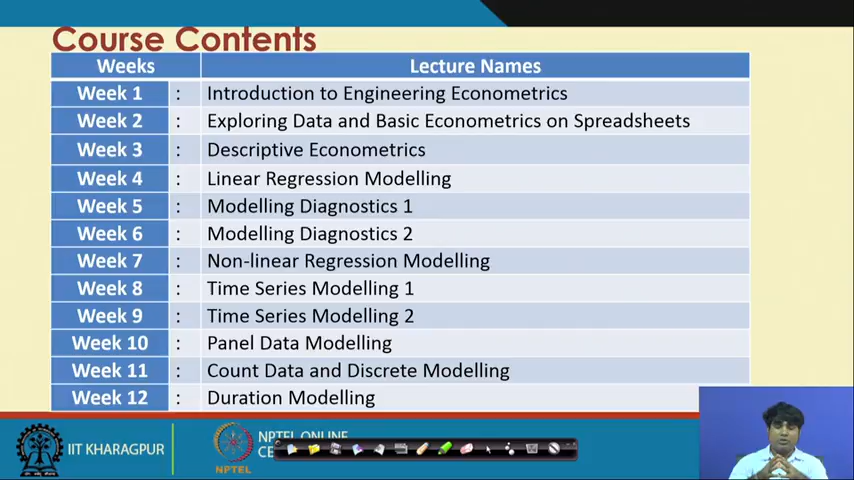 Course Contents
Weeks Lecture Names
Week 1 : Introduction to Engineering Econometrics
Week 2 : Exploring Data and Basic Econometrics on Spreadsheets
Week 3 : Descriptive Econometrics
Week 4 : Linear Regression Modelling
Week 5 : Modelling Diagnostics 1
Week 6 : Modelling Diagnostics 2
Week 7 : Non-linear Regression Modelling
Week 8 : Time Series Modelling 1
Week 9 : Time Series Modelling 2
Week 10 : Panel Data Modelling
Week 11 : Count Data and Discrete Modelling
Week 12 : Duration Modelling
IIT KHARAGPUR
NPTEL
NPTEL ONLINE